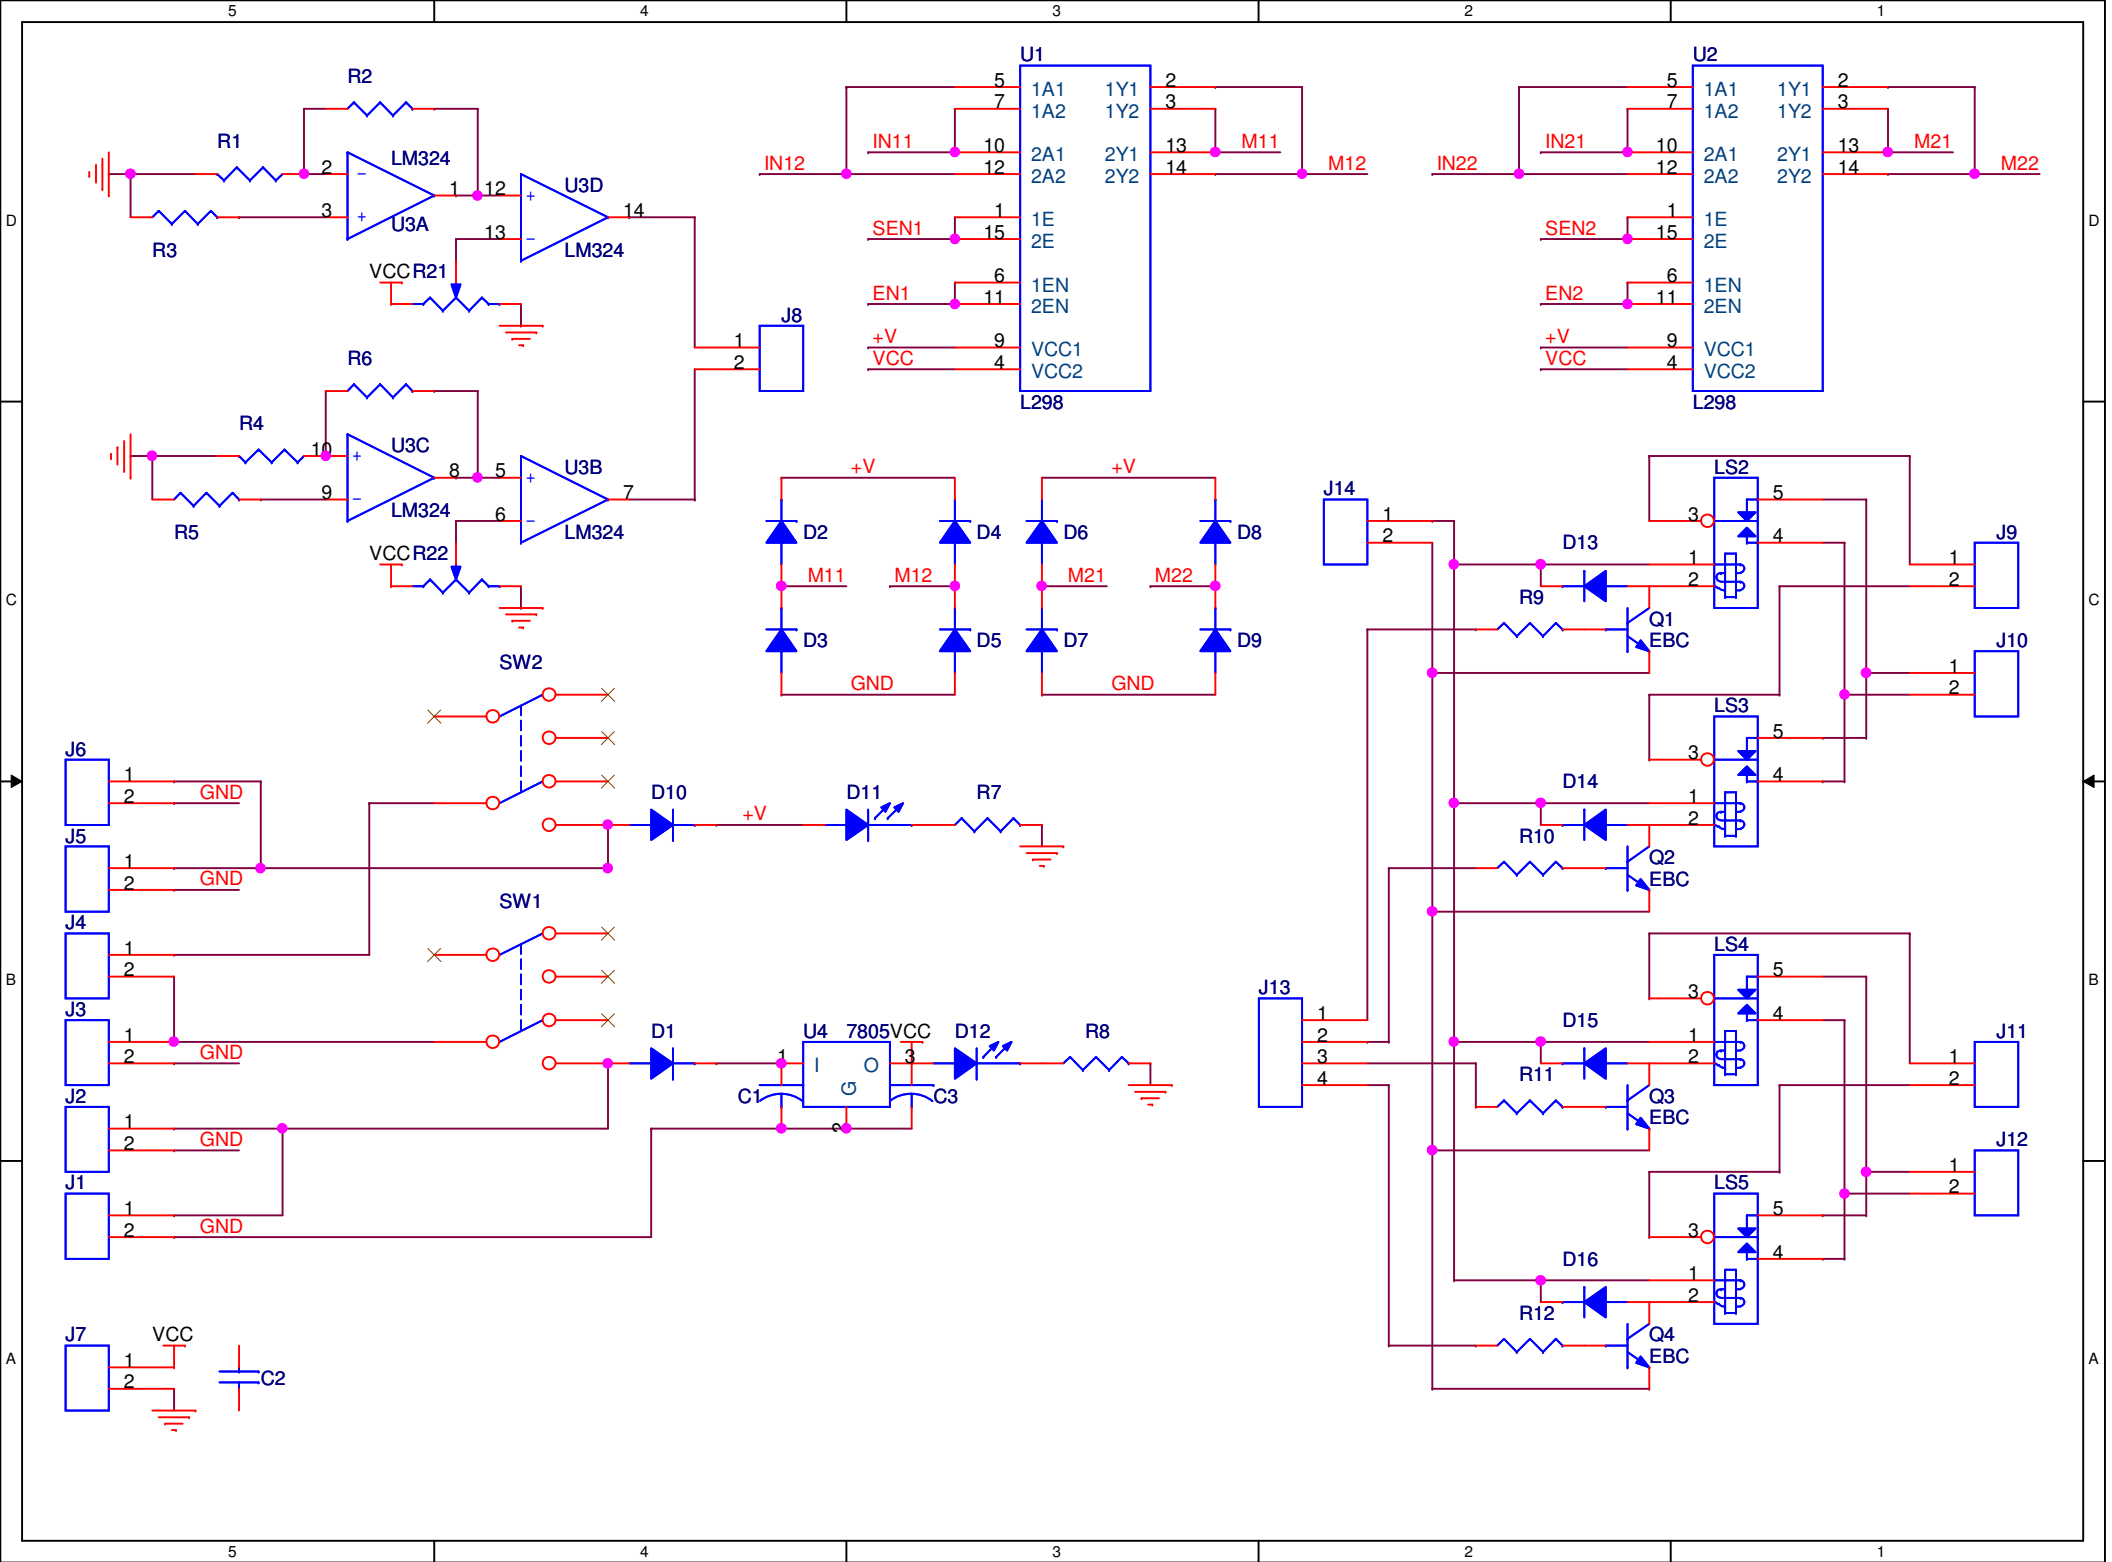 5 4 3 2 1
D
C
B
A
R2
R1
2
LM324
3
1
U3A
R3
12
U3D
14
13
LM324
VCC
R21
J8
1
2
R6
R4
10
U3C
8
9
LM324
R5
5
U3B
7
6
LM324
VCC
R22
U1
5 1A1 1Y1 2
7 1A2 1Y2 3
IN11 10 2A1 2Y1 13 M11
IN12 12 2A2 2Y2 14 M12
1 1E
SEN1 15 2E
6 1EN
EN1 11 2EN
+V 9 VCC1
VCC 4 VCC2
L298
U2
5 1A1 1Y1 2
7 1A2 1Y2 3
IN21 10 2A1 2Y1 13 M21
IN22 12 2A2 2Y2 14 M22
1 1E
SEN2 15 2E
6 1EN
EN2 11 2EN
+V 9 VCC1
VCC 4 VCC2
L298
+V +V
D2 D4 D6 D8
M11 M12 M21 M22
D3 D5 D7 D9
GND GND
SW2
J6
1
2 GND
J5
1
2 GND
D10 +V D11 R7
J4
1
2
SW1
J3
1
2 GND
D1 U4 7805 VCC D12 R8
1 I O 3
G
C1 C3
2
J2
1
2 GND
J1
1
2 GND
J7 VCC
1
2
C2
J14
1
2
LS2
3 5
4
D13 1
2
R9
Q1
EBC
J9
1
2
J10
1
2
LS3
3 5
4
D14 1
2
R10
Q2
EBC
J13
1
2
3
4
LS4
3 5
4
D15 1
2
R11
Q3
EBC
J11
1
2
J12
1
2
LS5
3 5
4
D16 1
2
R12
Q4
EBC
D
C
B
A
5 4 3 2 1